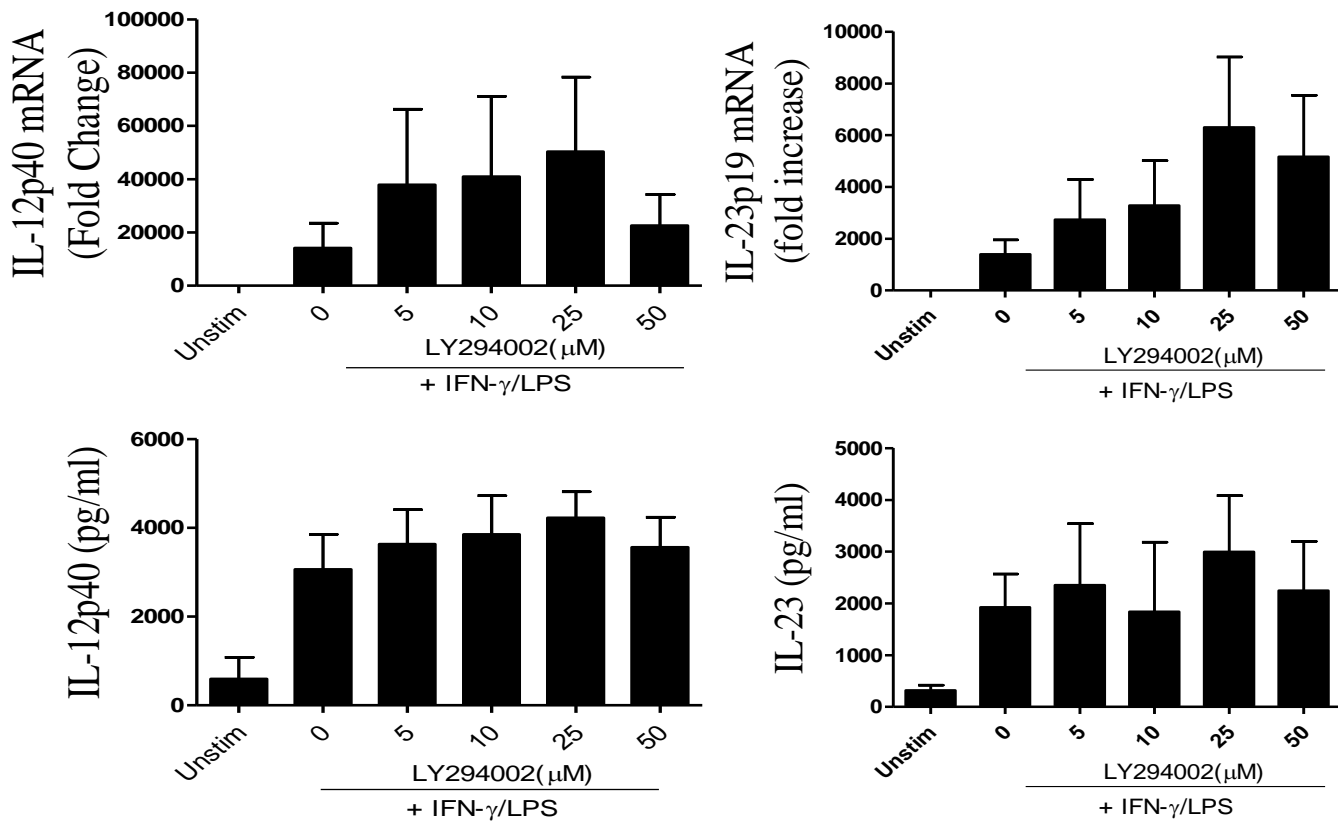 IL-12p40 mRNA
(Fold Change)
100000
80000
60000
40000
20000
0
Unstim
0
5
10
25
50
LY294002(μM)
+ IFN-γ/LPS
IL-23p19 mRNA
(fold increase)
10000
8000
6000
4000
2000
0
Unstim
0
5
10
25
50
LY294002(μM)
+ IFN-γ/LPS
IL-12p40 (pg/ml)
6000
4000
2000
0
Unstim
0
5
10
25
50
LY294002(μM)
+ IFN-γ/LPS
IL-23 (pg/ml)
5000
4000
3000
2000
1000
0
Unstim
0
5
10
25
50
LY294002(μM)
+ IFN-γ/LPS